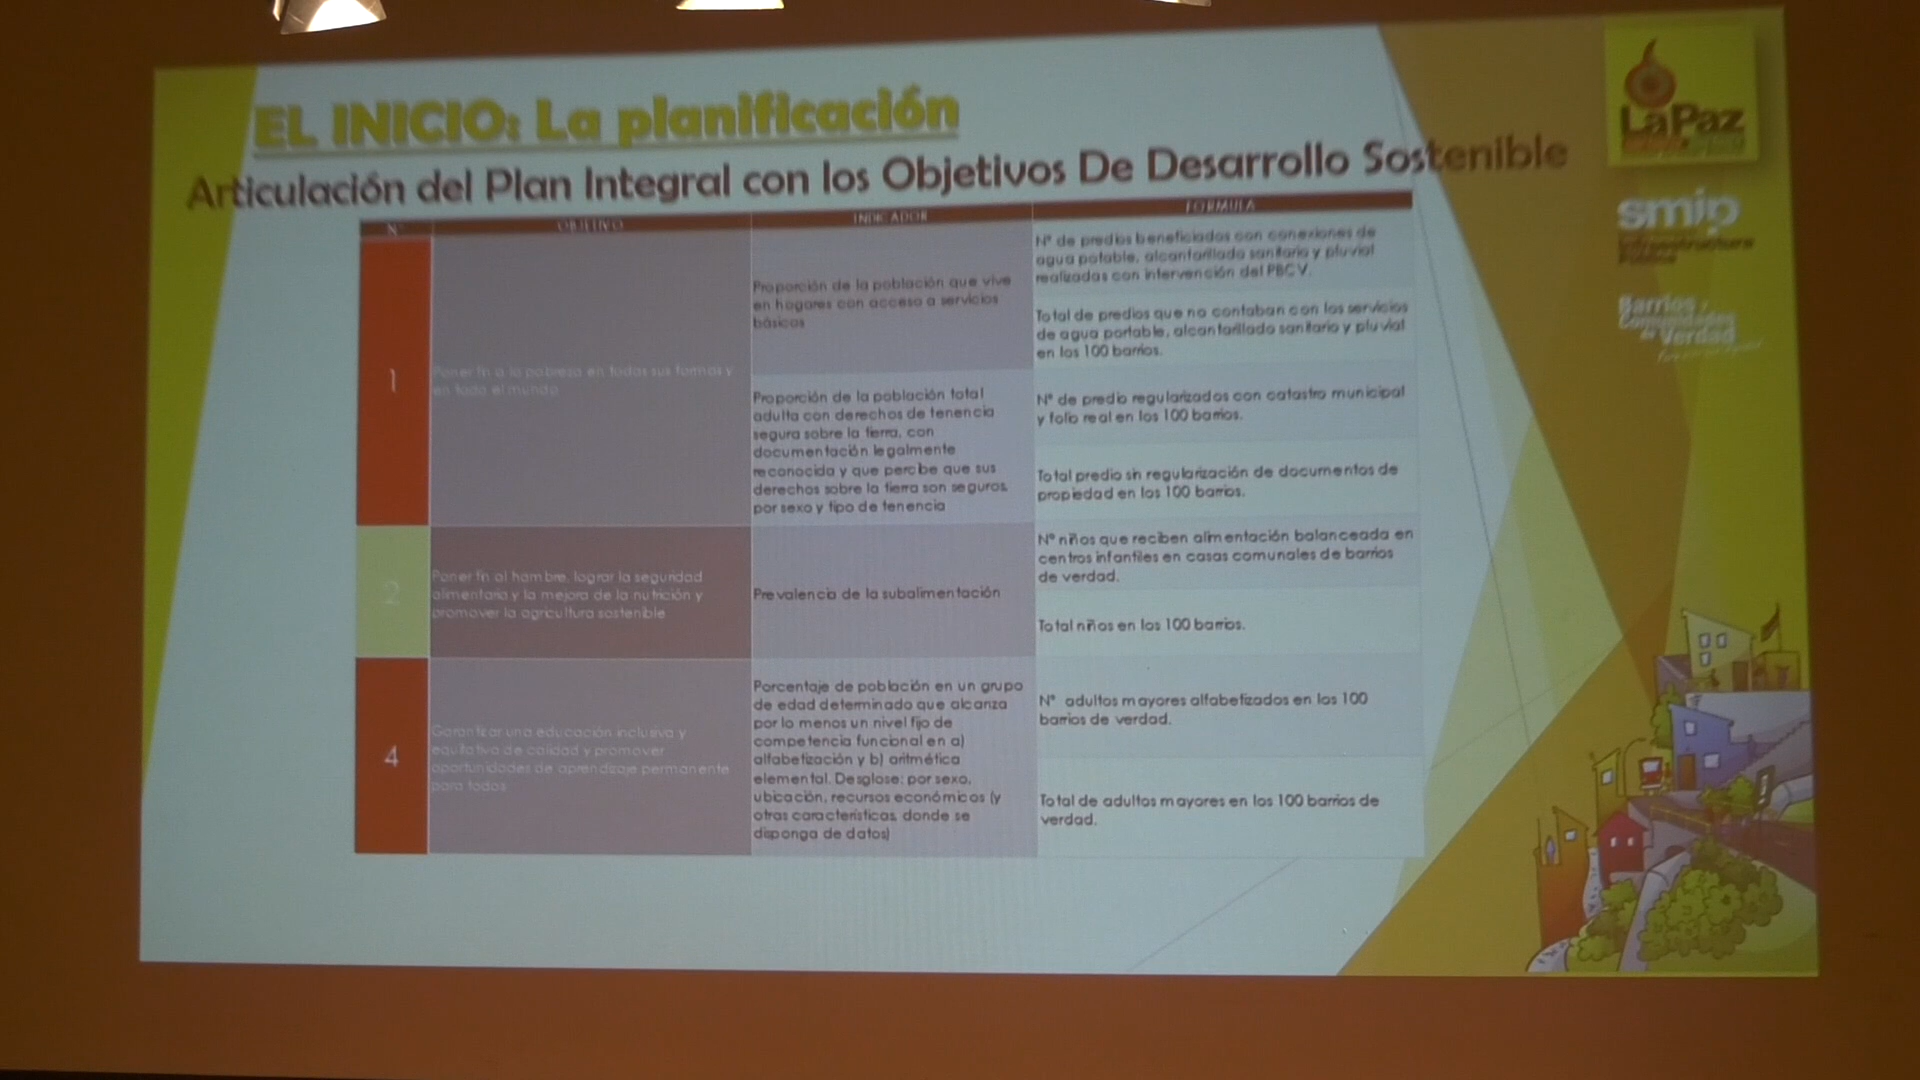 EL INICIO: La planificación
Articulación del Plan Integral con los Objetivos De Desarrollo Sostenible
N°
OBJETIVO
INDICADOR
FORMULA
1
Poner fin a la pobreza en todas sus formas y
en todo el mundo
Proporción de la población que vive
en hogares con acceso a servicios
básicos
N° de predios beneficiados con conexiones de
agua potable, alcantarillado sanitario y pluvial
realizadas con intervención del PBCV.
Total de predios que no contaban con los servicios
de agua portable, alcantarillado sanitario y pluvial
en los 100 barrios.
Proporción de la población total
adulta con derechos de tenencia
segura sobre la tierra, con
documentación legalmente
reconocida y que percibe que sus
derechos sobre la tierra son seguros,
por sexo y tipo de tenencia
N° de predio regularizados con catastro municipal
y folio real en los 100 barrios.
Total predio sin regularización de documentos de
propiedad en los 100 barrios.
2
Poner fin al hambre, lograr la seguridad
alimentaria y la mejora de la nutrición y
promover la agricultura sostenible
Prevalencia de la subalimentación
N° niños que reciben alimentación balanceada en
centros infantiles en casas comunales de barrios
de verdad.
Total niños en los 100 barrios.
4
Garantizar una educación inclusiva y
equitativa de calidad y promover
oportunidades de aprendizaje permanente
para todos
Porcentaje de población en un grupo
de edad determinado que alcanza
por lo menos un nivel fijo de
competencia funcional en a)
alfabetización y b) aritmética
elemental. Desglose: por sexo,
ubicación, recursos económicos (y
otras características donde se
disponga de datos)
N° adultos mayores alfabetizados en los 100
barrios de verdad.
Total de adultos mayores en los 100 barrios de
verdad.
La Paz
smip
Infraestructura
Pública
Barrios y
Comunidades
de Verdad